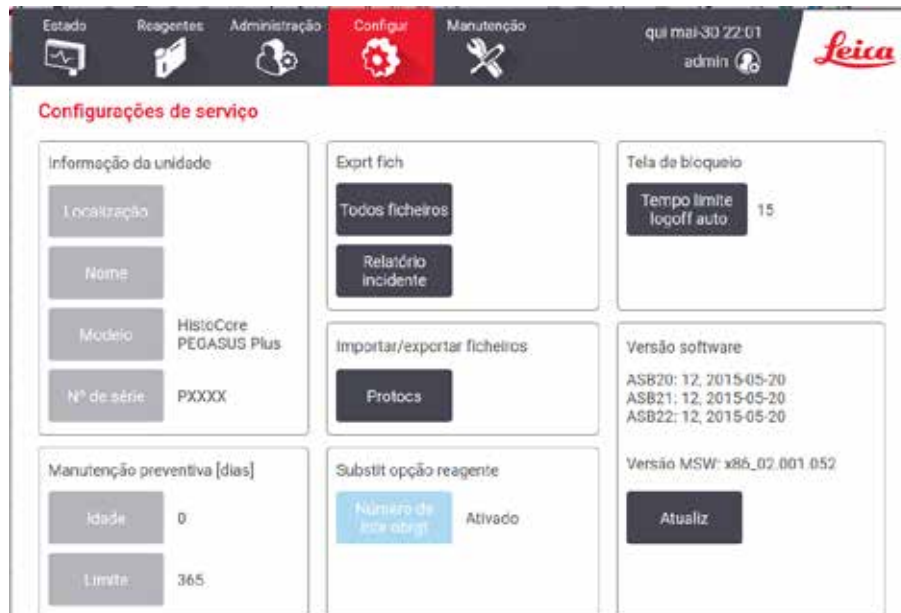 Estado
Reagentes
Administração
Configur
Manutenção
qui mai-30 22:01
admin
Leica
Configurações de serviço
Informação da unidade
Localização
Nome
Modelo
HistoCore
PEGASUS Plus
Nº de série
PXXXX
Manutenção preventiva [dias]
Idade
0
Limite
365
Exprt fich
Todos ficheiros
Relatório
incidente
Importar/exportar ficheiros
Protocs
Substit opção reagente
Número de
lote obrgt
Ativado
Tela de bloqueio
Tempo limite
logoff auto
15
Versão software
ASB20: 12, 2015-05-20
ASB21: 12, 2015-05-20
ASB22: 12, 2015-05-20
Versão MSW: x86_02.001.052
Atualiz